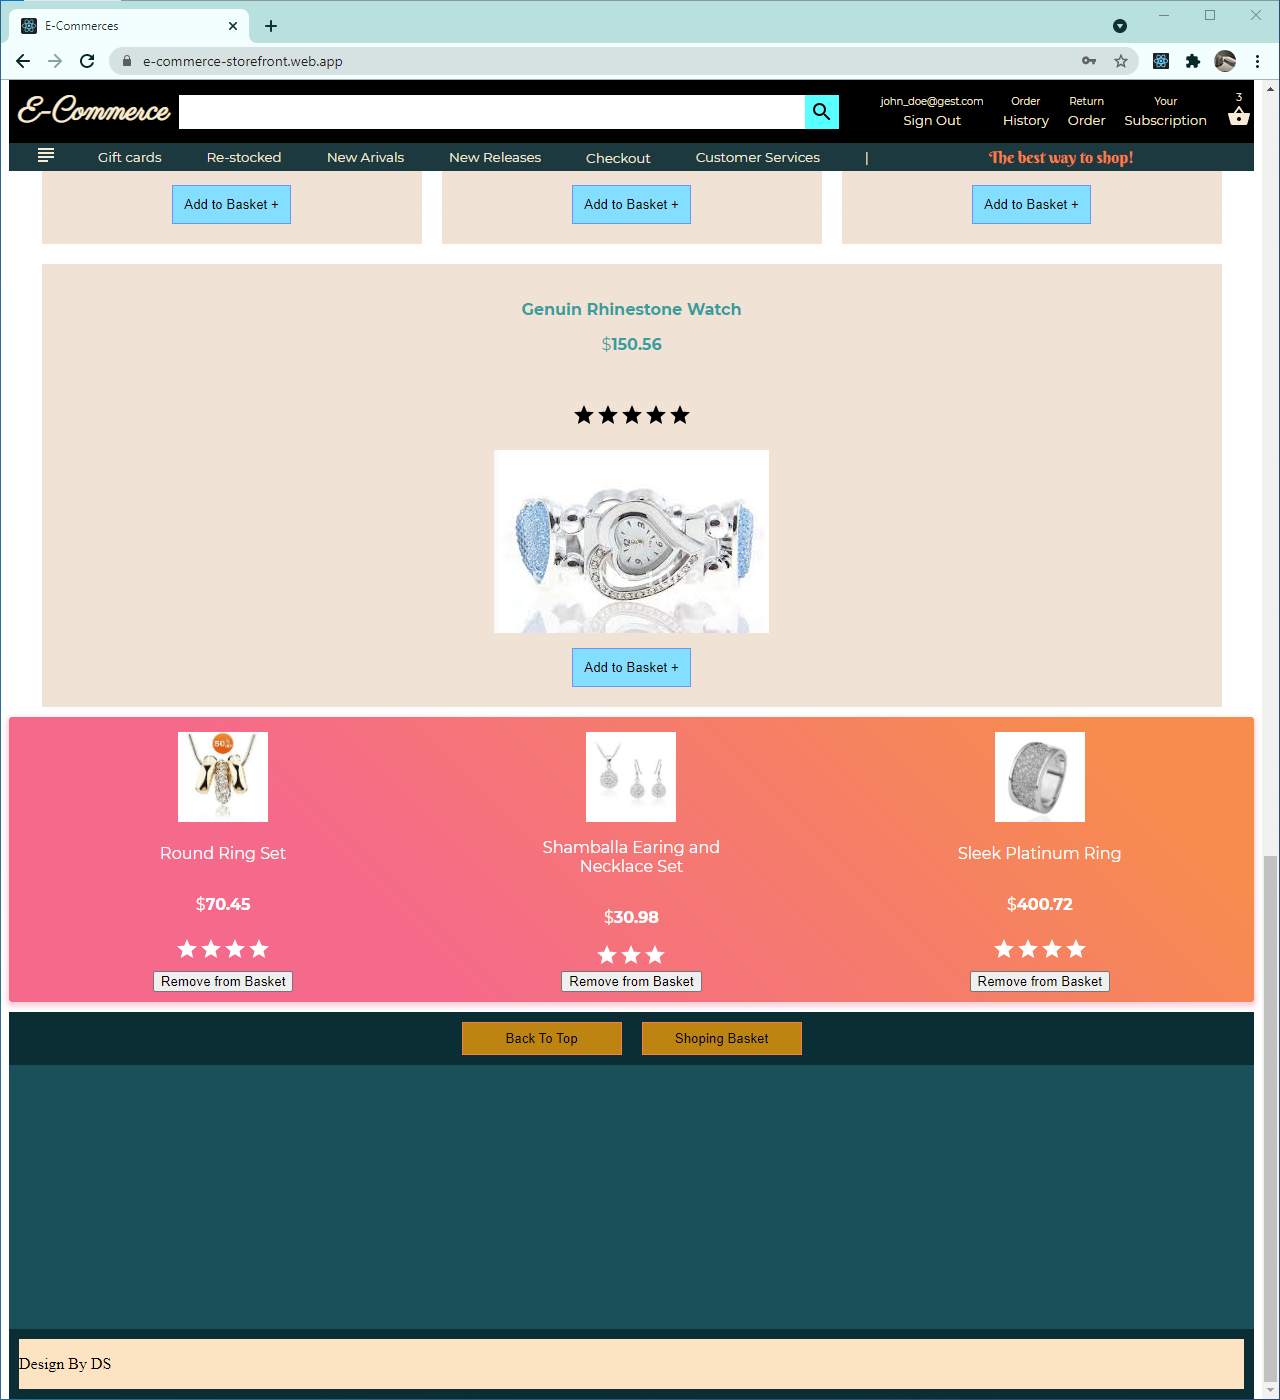 E-Commerces
e-commerce-storefront.web.app
E-Commerce
john_doe@gest.com
Sign Out
Order
History
Return
Order
Your
Subscription
3
Gift cards
Re-stocked
New Arivals
New Releases
Checkout
Customer Services
|
The best way to shop!
Add to Basket +
Add to Basket +
Add to Basket +
Genuin Rhinestone Watch
$150.56
Add to Basket +
50%
Round Ring Set
$70.45
Remove from Basket
Shamballa Earing and
Necklace Set
$30.98
Remove from Basket
Sleek Platinum Ring
$400.72
Remove from Basket
Back To Top
Shoping Basket
Design By DS